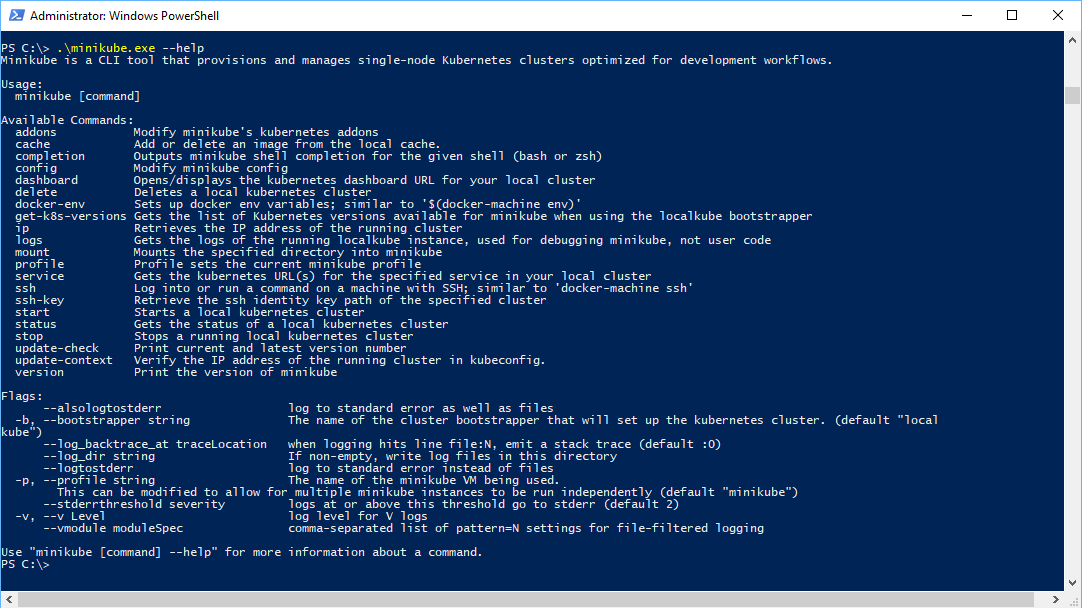 Administrator: Windows PowerShell
PS C:\> .\minikube.exe --help
Minikube is a CLI tool that provisions and manages single-node Kubernetes clusters optimized for development workflows.
Usage:
  minikube [command]
Available Commands:
  addons           Modify minikube's kubernetes addons
  cache            Add or delete an image from the local cache.
  completion       Outputs minikube shell completion for the given shell (bash or zsh)
  config           Modify minikube config
  dashboard        Opens/displays the kubernetes dashboard URL for your local cluster
  delete           Deletes a local kubernetes cluster
  docker-env       Sets up docker env variables; similar to '$(docker-machine env)'
  get-k8s-versions Gets the list of Kubernetes versions available for minikube when using the localkube bootstrapper
  ip               Retrieves the IP address of the running cluster
  logs             Gets the logs of the running localkube instance, used for debugging minikube, not user code
  mount            Mounts the specified directory into minikube
  profile          Profile sets the current minikube profile
  service          Gets the kubernetes URL(s) for the specified service in your local cluster
  ssh              Log into or run a command on a machine with SSH; similar to 'docker-machine ssh'
  ssh-key          Retrieve the ssh identity key path of the specified cluster
  start            Starts a local kubernetes cluster
  status           Gets the status of a local kubernetes cluster
  stop             Stops a running local kubernetes cluster
  update-check     Print current and latest version number
  update-context   Verify the IP address of the running cluster in kubeconfig.
  version          Print the version of minikube
Flags:
      --alsologtostderr                  log to standard error as well as files
  -b, --bootstrapper string              The name of the cluster bootstrapper that will set up the kubernetes cluster. (default "local
kube")
      --log_backtrace_at traceLocation   when logging hits line file:N, emit a stack trace (default :0)
      --log_dir string                   If non-empty, write log files in this directory
      --logtostderr                      log to standard error instead of files
  -p, --profile string                   The name of the minikube VM being used.
        This can be modified to allow for multiple minikube instances to be run independently (default "minikube")
      --stderrthreshold severity         logs at or above this threshold go to stderr (default 2)
  -v, --v Level                          log level for V logs
      --vmodule moduleSpec               comma-separated list of pattern=N settings for file-filtered logging
Use "minikube [command] --help" for more information about a command.
PS C:\>